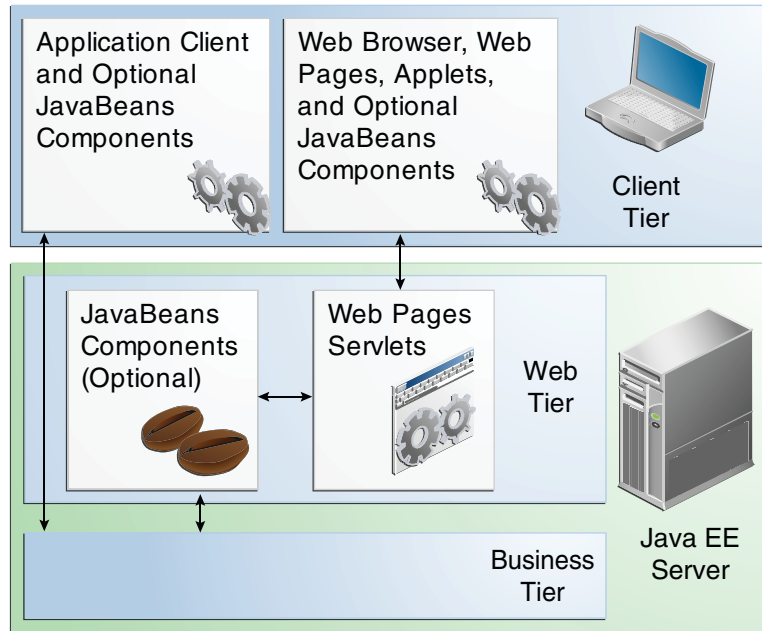 Application Client
and Optional
JavaBeans
Components
Web Browser, Web
Pages, Applets,
and Optional
JavaBeans
Components
Client
Tier
JavaBeans
Components
(Optional)
Web Pages
Servlets
Web
Tier
Java EE
Server
Business
Tier